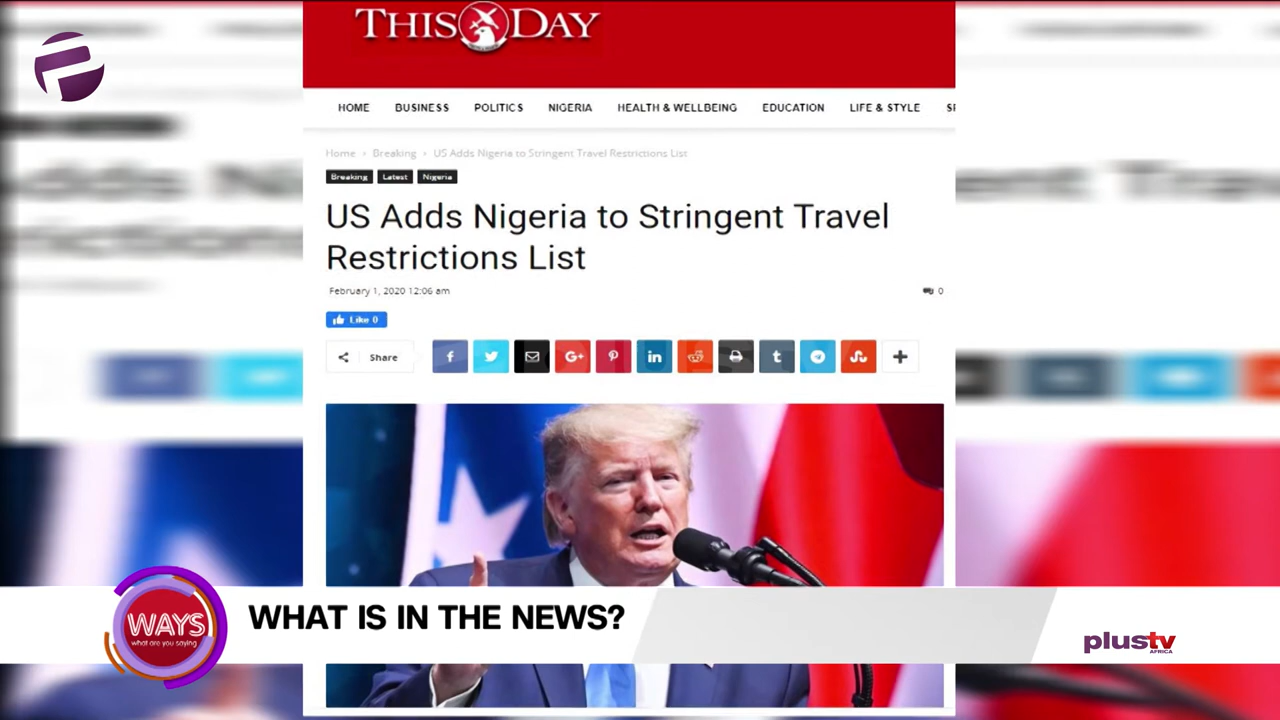 THISDAY
HOME BUSINESS POLITICS NIGERIA HEALTH & WELLBEING EDUCATION LIFE & STYLE
Home › Breaking › US Adds Nigeria to Stringent Travel Restrictions List
Breaking Latest Nigeria
US Adds Nigeria to Stringent Travel
Restrictions List
February 1, 2020 12:06 am
0
Like 0
Share
WAYS
what are you saying
WHAT IS IN THE NEWS?
plustv
AFRICA